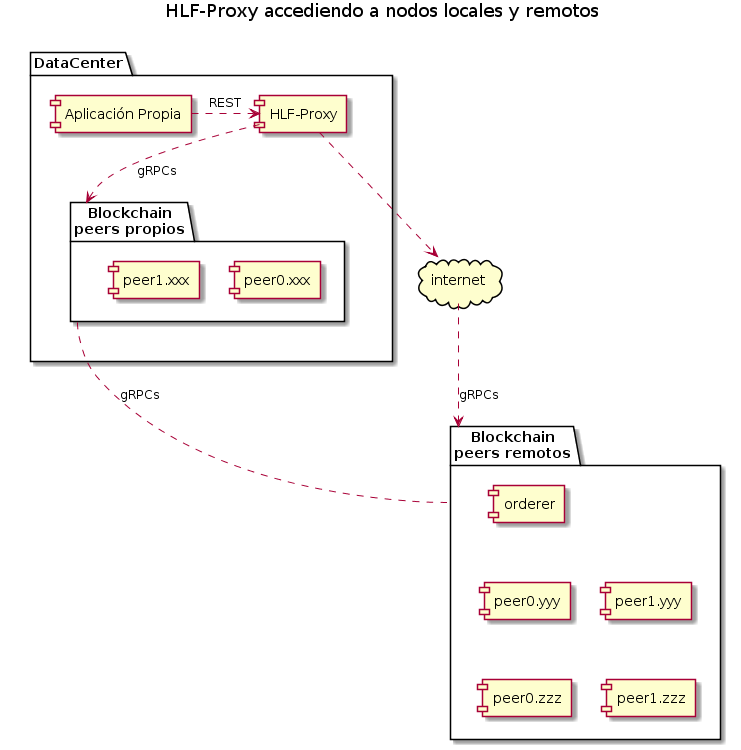 HLF-Proxy accediendo a nodos locales y remotos
DataCenter
Aplicación Propia
REST
HLF-Proxy
gRPCs
Blockchain
peers propios
peer1.xxx
peer0.xxx
internet
gRPCs
gRPCs
Blockchain
peers remotos
orderer
peer0.yyy
peer1.yyy
peer0.zzz
peer1.zzz